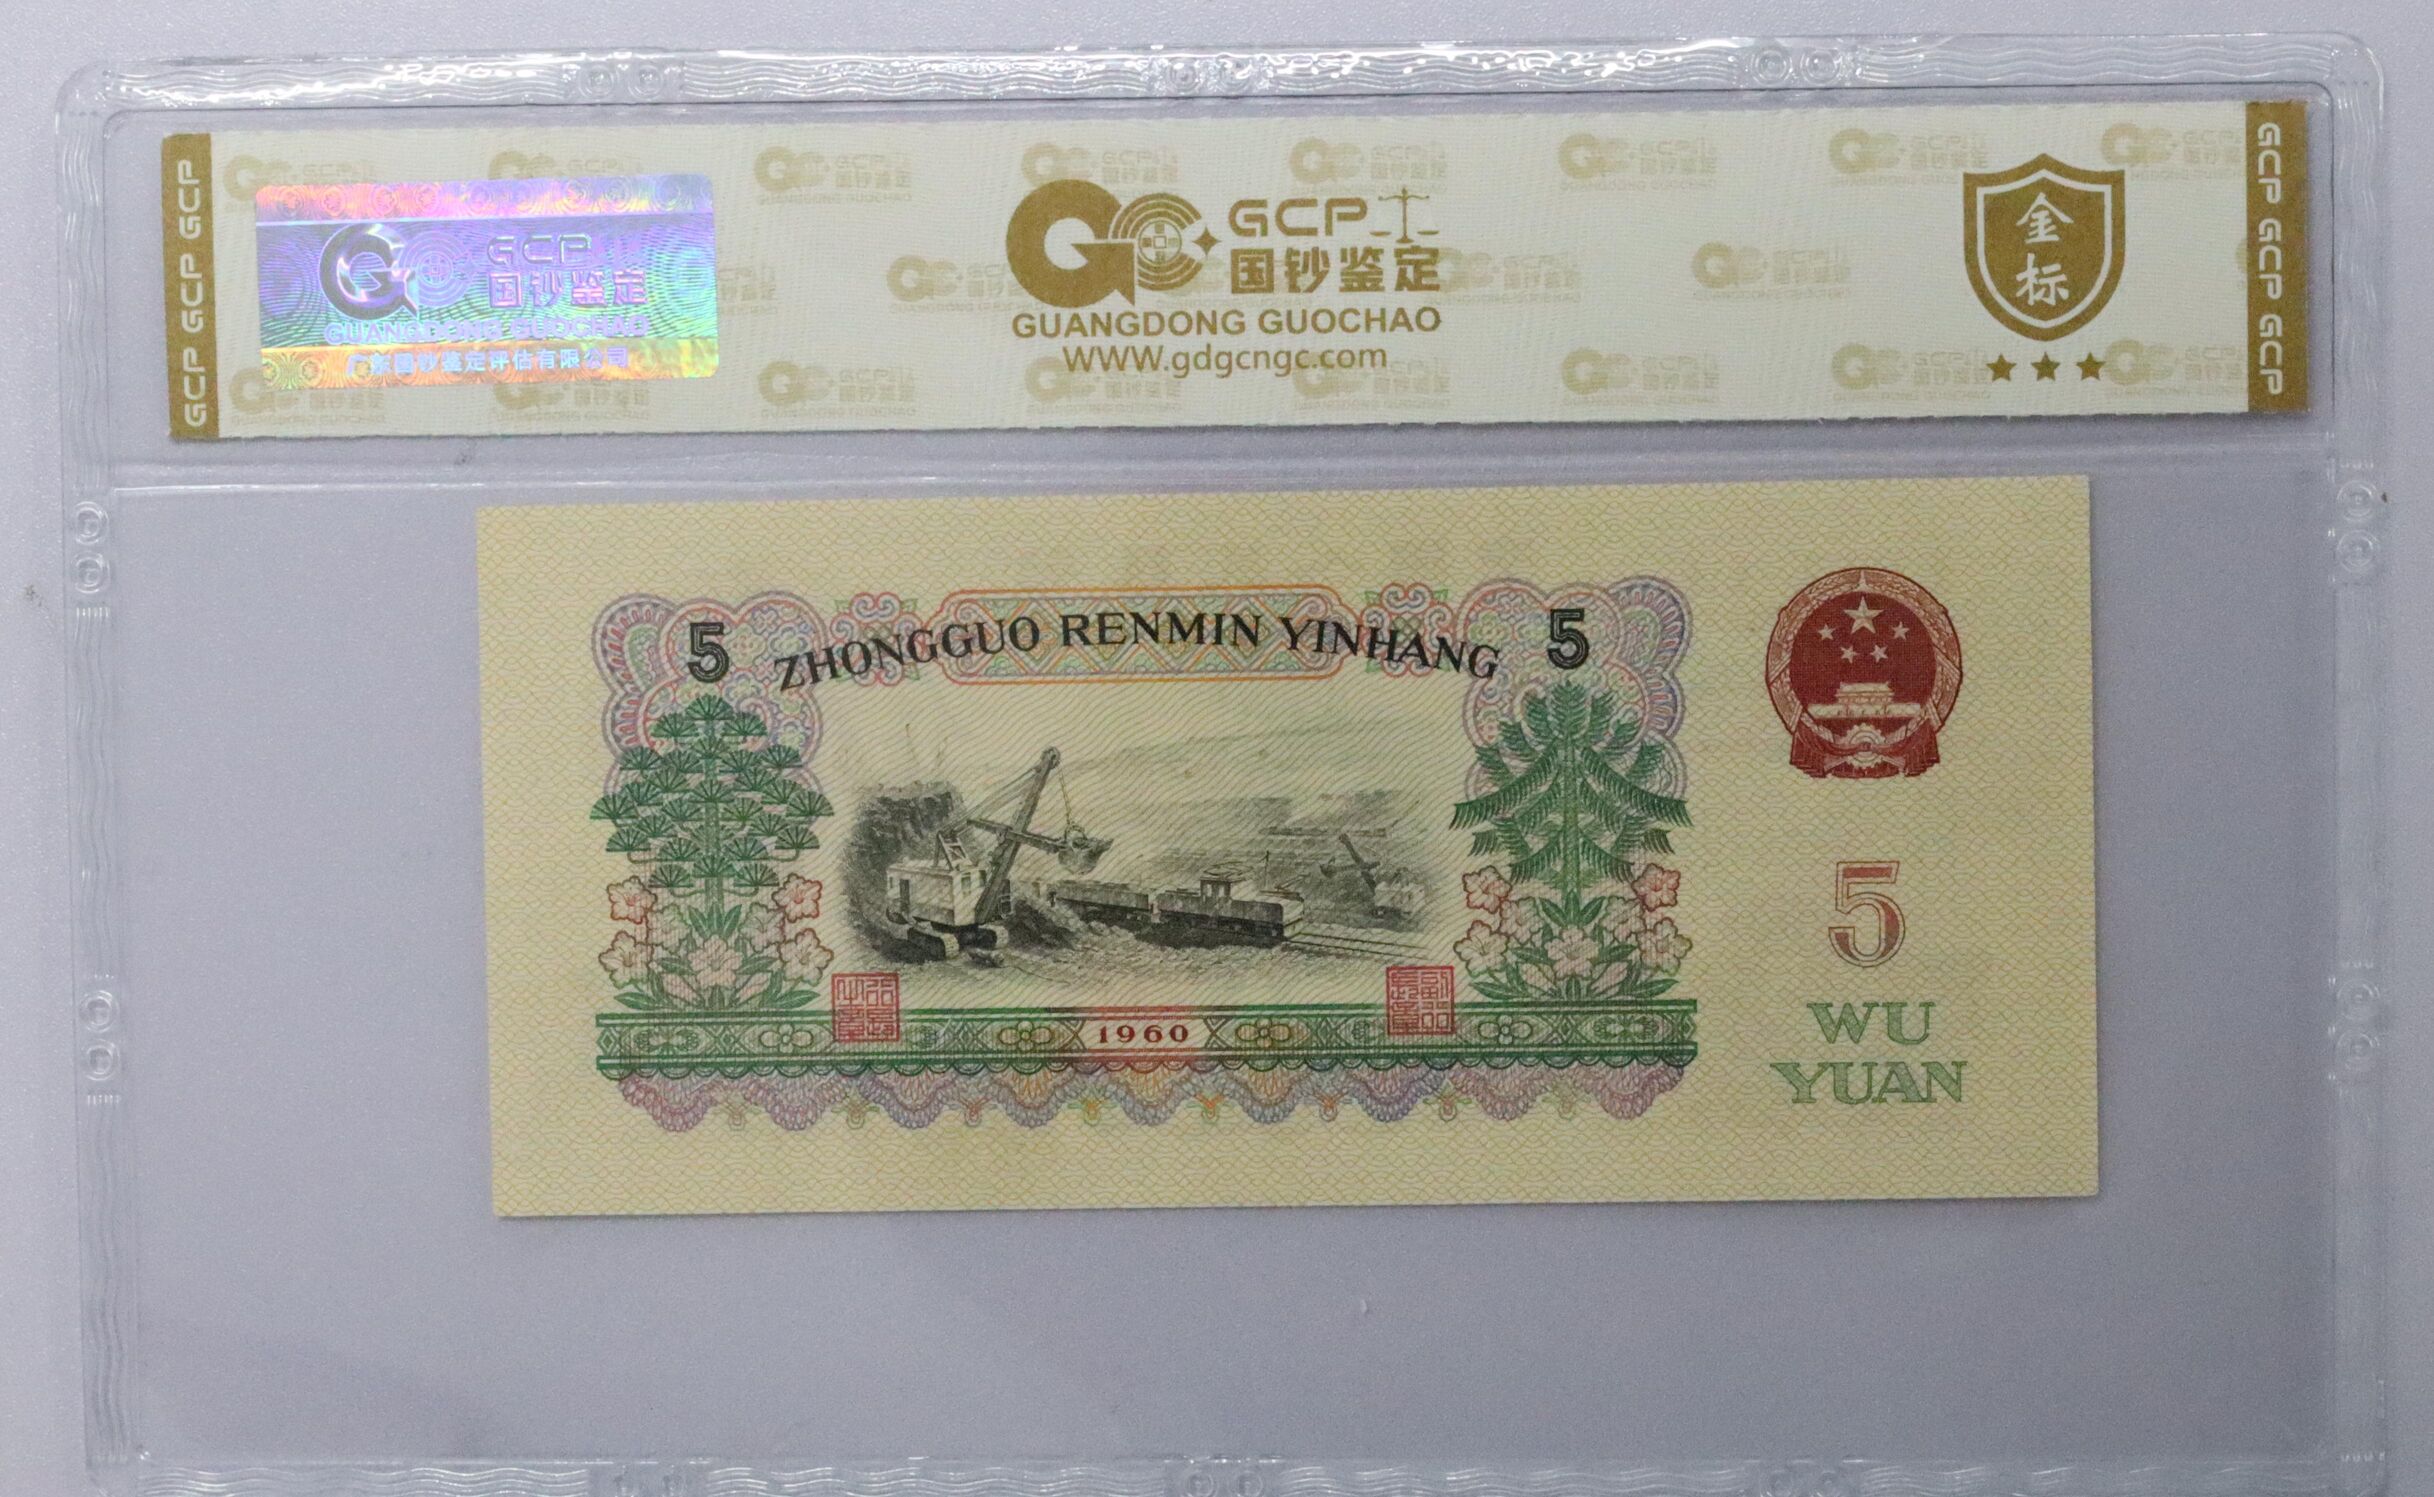 GCP GCP GCP
GCP
国钞鉴定
GUANGDONG GUOCHAO
广东国钞鉴定评估有限公司
GCP
国钞鉴定
GUANGDONG GUOCHAO
WWW.gdgcngc.com
金
标
GCP GCP GCP
5 ZHONGGUO RENMIN YINHANG 5
1960
5
WU
YUAN